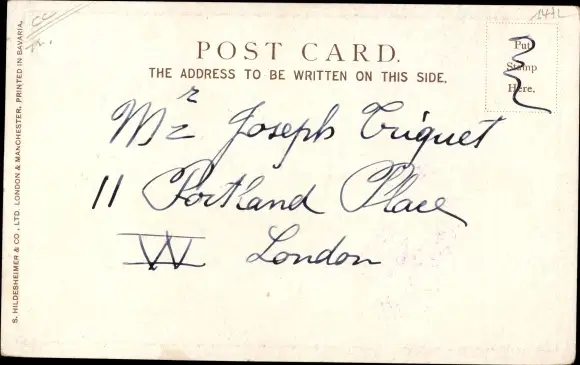 POST CARD.
THE ADDRESS TO BE WRITTEN ON THIS SIDE.
Put
Stamp
Here.
Mr Joseph Triquet
11 Portland Place
W London
S. HILDESHEIMER & CO., LTD. LONDON & MANCHESTER. PRINTED IN BAVARIA.